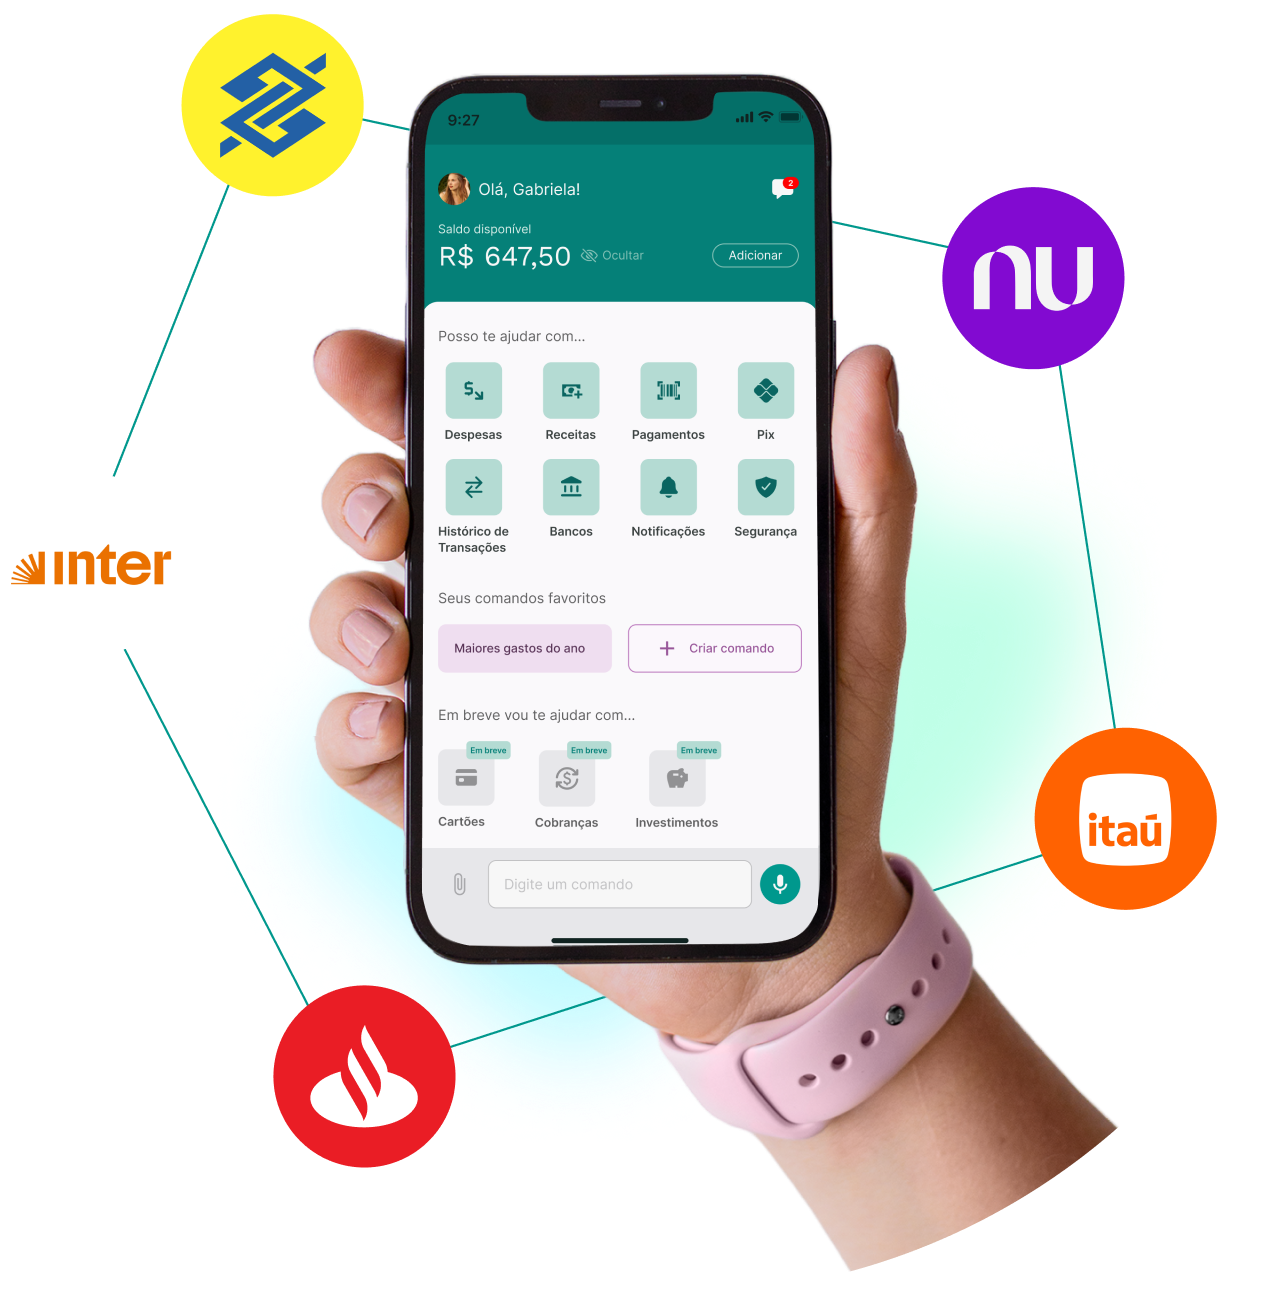 9:27
Olá, Gabriela!
2
Saldo disponível
R$ 647,50 Ocultar Adicionar
nu
Posso te ajudar com...
Despesas Receitas Pagamentos Pix
Histórico de Transações Bancos Notificações Segurança
inter
Seus comandos favoritos
Maiores gastos do ano Criar comando
Em breve vou te ajudar com...
Em breve Em breve Em breve
Cartões Cobranças Investimentos
itaú
Digite um comando